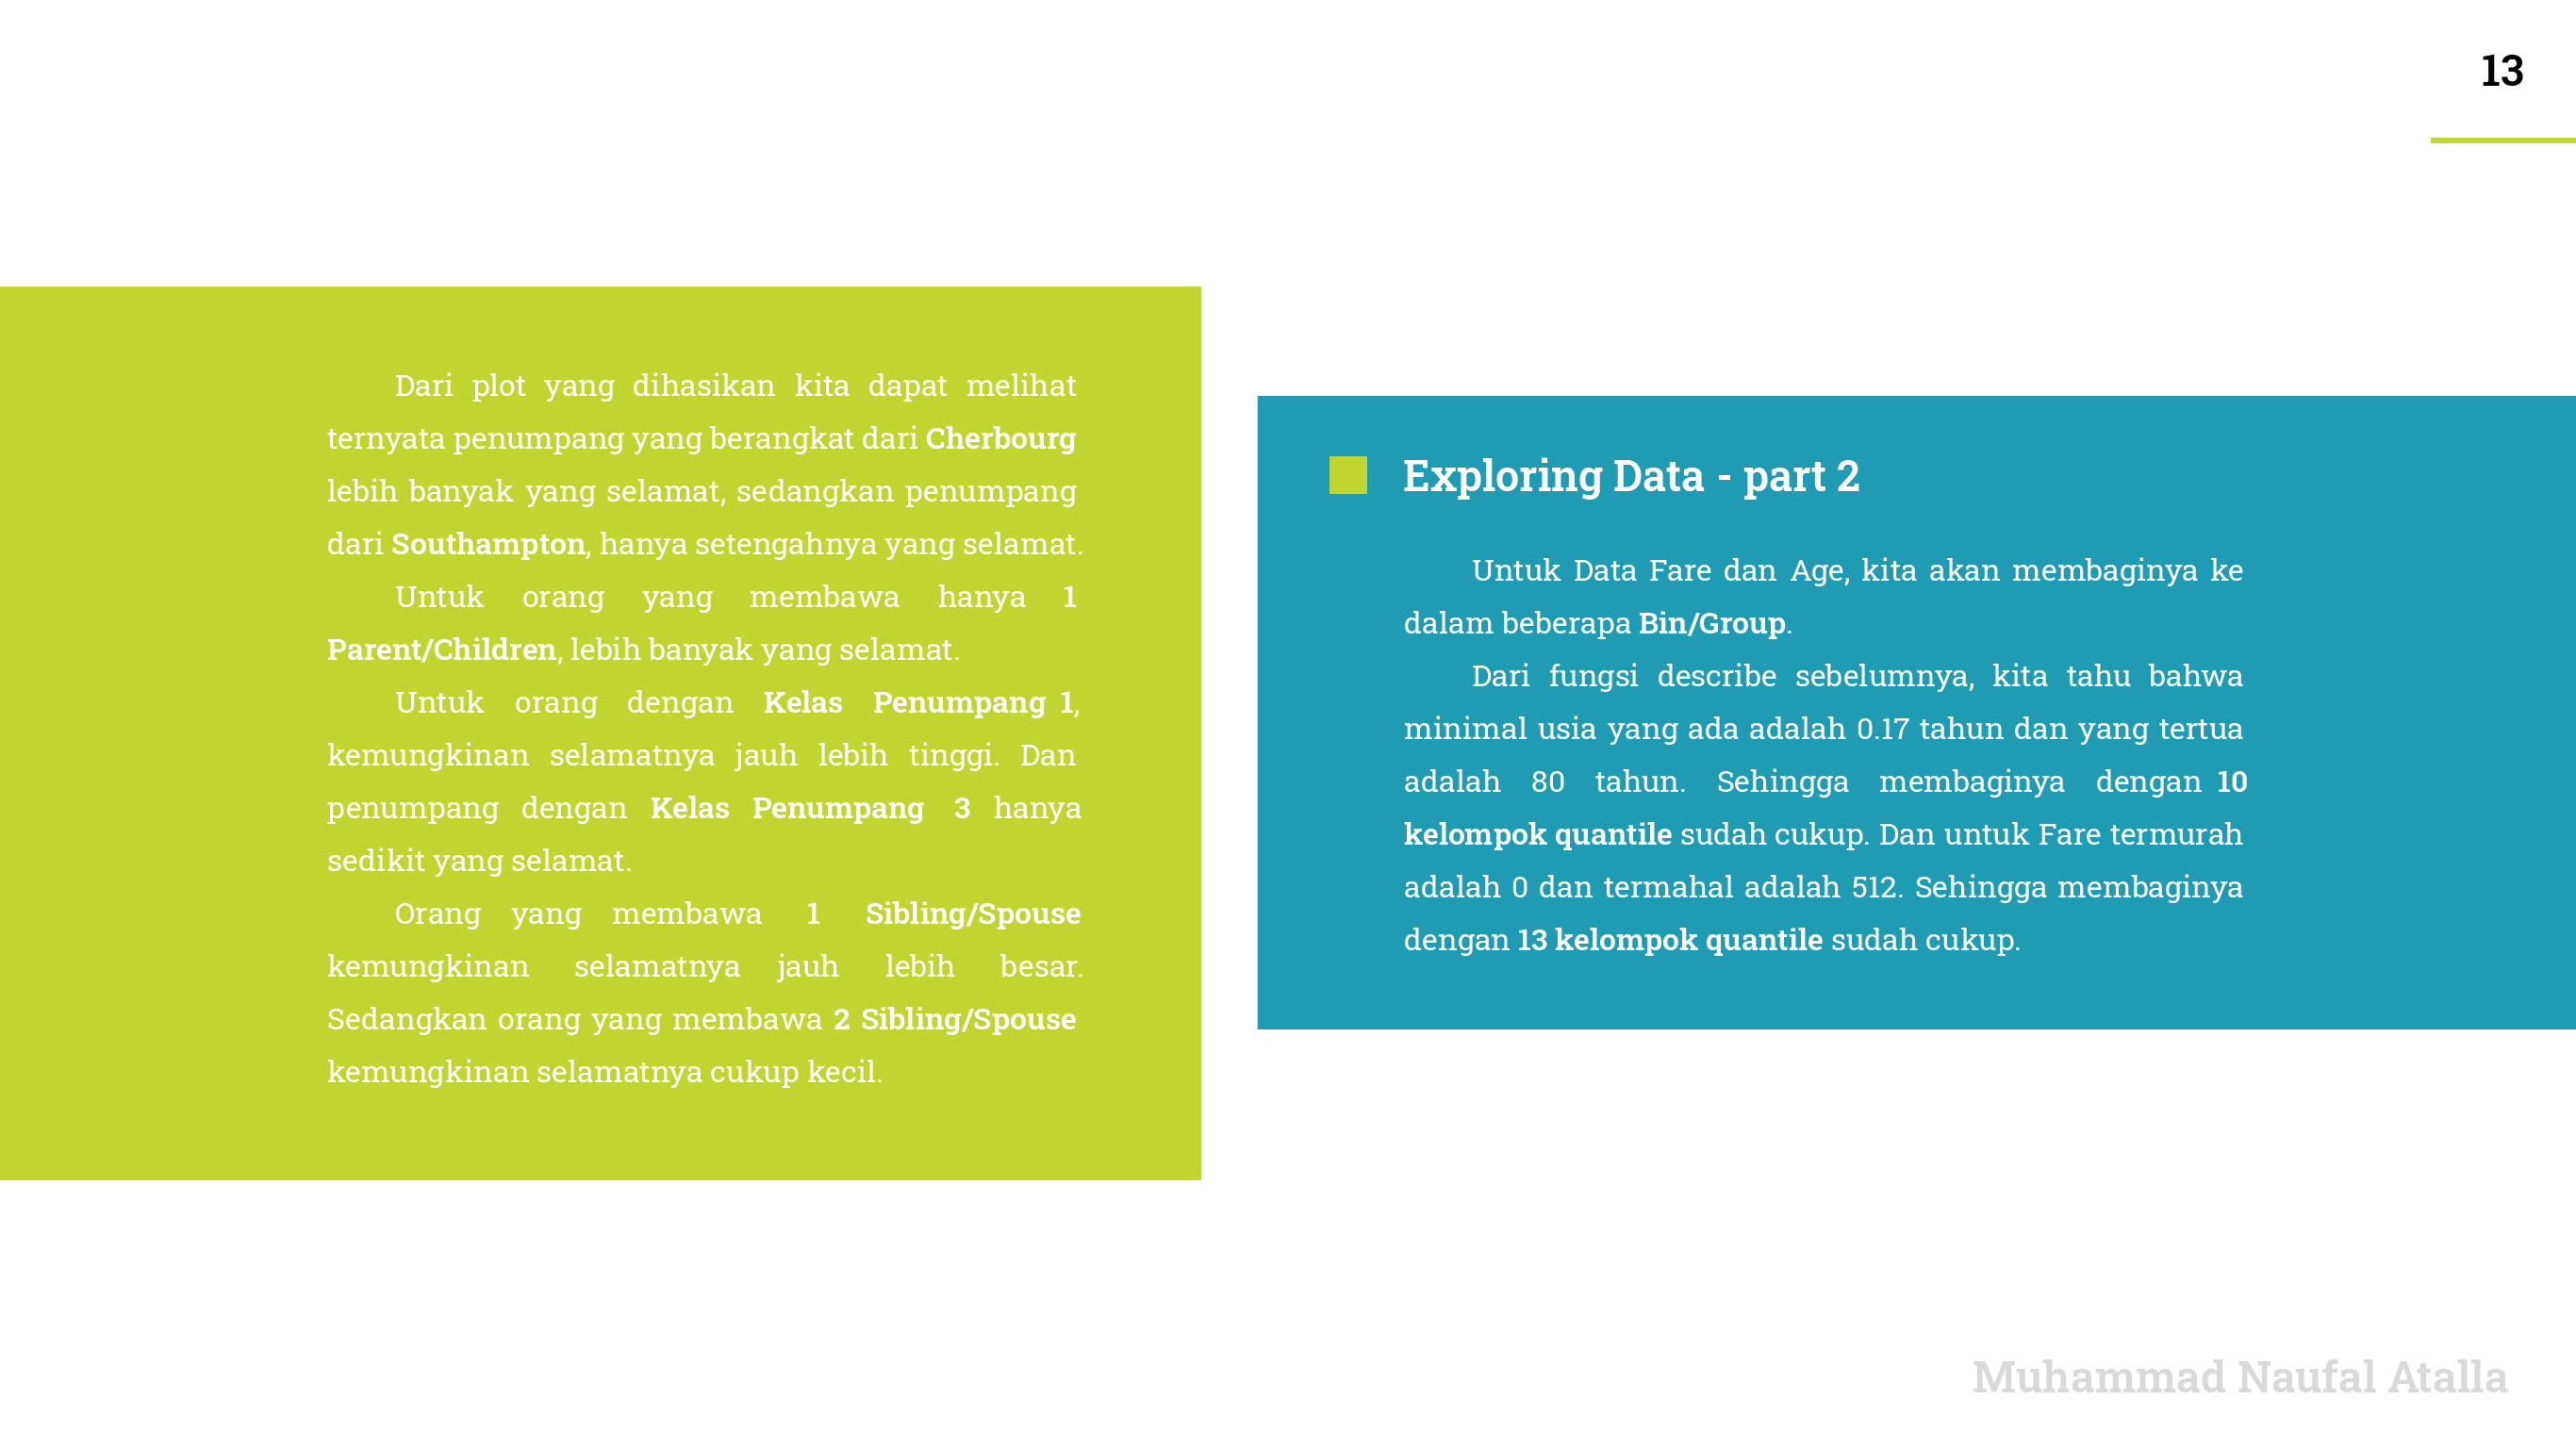 13
Dari plot yang dihasikan kita dapat melihat
ternyata penumpang yang berangkat dari Cherbourg
lebih banyak yang selamat, sedangkan penumpang
dari Southampton, hanya setengahnya yang selamat.
Untuk orang yang membawa hanya 1
Parent/Children, lebih banyak yang selamat.
Untuk orang dengan Kelas Penumpang 1,
kemungkinan selamatnya jauh lebih tinggi. Dan
penumpang dengan Kelas Penumpang 3 hanya
sedikit yang selamat.
Orang yang membawa 1 Sibling/Spouse
kemungkinan selamatnya jauh lebih besar.
Sedangkan orang yang membawa 2 Sibling/Spouse
kemungkinan selamatnya cukup kecil.
Exploring Data - part 2
Untuk Data Fare dan Age, kita akan membaginya ke
dalam beberapa Bin/Group.
Dari fungsi describe sebelumnya, kita tahu bahwa
minimal usia yang ada adalah 0.17 tahun dan yang tertua
adalah 80 tahun. Sehingga membaginya dengan 10
kelompok quantile sudah cukup. Dan untuk Fare termurah
adalah 0 dan termahal adalah 512. Sehingga membaginya
dengan 13 kelompok quantile sudah cukup.
Muhammad Naufal Atalla